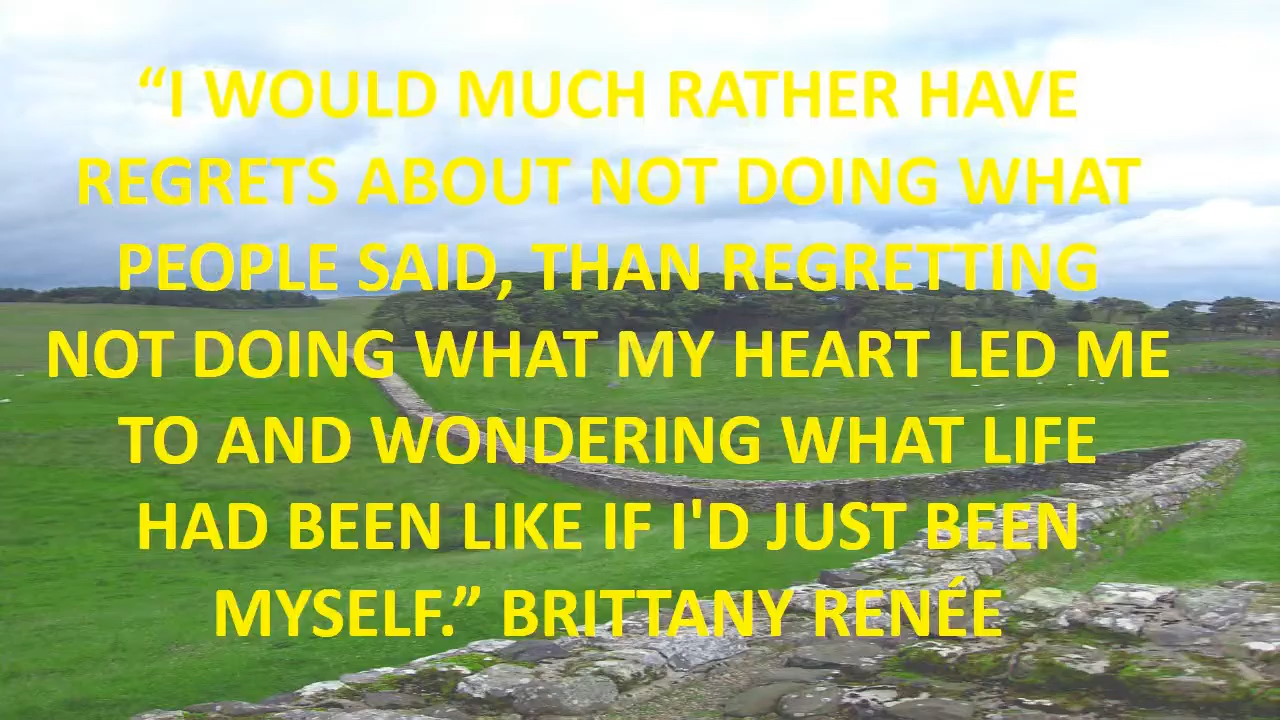 “I WOULD MUCH RATHER HAVE
REGRETS ABOUT NOT DOING WHAT
PEOPLE SAID, THAN REGRETTING
NOT DOING WHAT MY HEART LED ME
TO AND WONDERING WHAT LIFE
HAD BEEN LIKE IF I'D JUST BEEN
MYSELF.” BRITTANY RENÉE